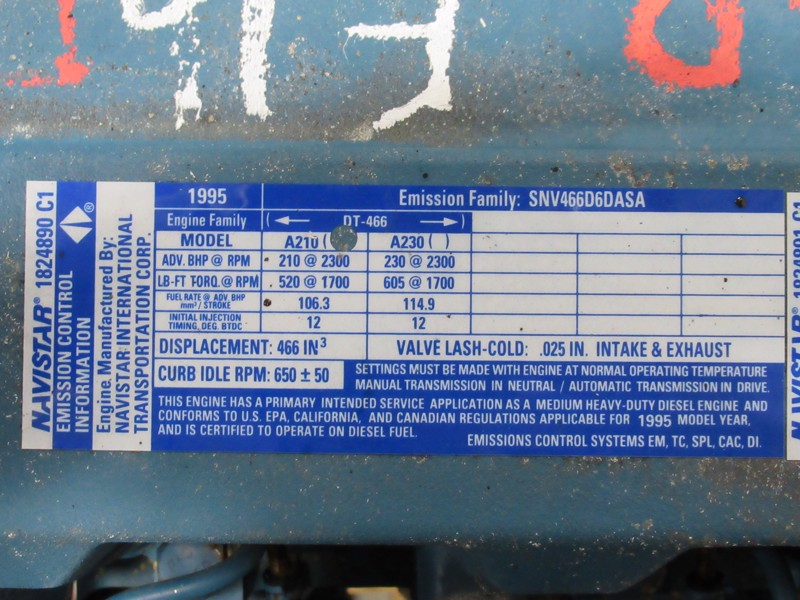 NAVISTAR® 1824890 C1
EMISSION CONTROL
INFORMATION
®
Engine Manufactured By:
NAVISTAR INTERNATIONAL
TRANSPORTATION CORP.
1995 Emission Family: SNV466D6DASA
Engine Family ( DT-466 )
MODEL A210 ( A230 ( )
ADV. BHP @ RPM 210 @ 2300 230 @ 2300
LB-FT TORQ.@ RPM 520 @ 1700 605 @ 1700
FUEL RATE @ ADV. BHP
mm³ / STROKE 106.3 114.9
INITIAL INJECTION
TIMING, DEG. BTDC 12 12
DISPLACEMENT: 466 IN³ VALVE LASH-COLD: .025 IN. INTAKE & EXHAUST
CURB IDLE RPM: 650 ± 50
SETTINGS MUST BE MADE WITH ENGINE AT NORMAL OPERATING TEMPERATURE
MANUAL TRANSMISSION IN NEUTRAL / AUTOMATIC TRANSMISSION IN DRIVE.
THIS ENGINE HAS A PRIMARY INTENDED SERVICE APPLICATION AS A MEDIUM HEAVY-DUTY DIESEL ENGINE AND
CONFORMS TO U.S. EPA, CALIFORNIA, AND CANADIAN REGULATIONS APPLICABLE FOR 1995 MODEL YEAR,
AND IS CERTIFIED TO OPERATE ON DIESEL FUEL.
EMISSIONS CONTROL SYSTEMS EM, TC, SPL, CAC, DI.
NAVISTAR® 1824891 C1